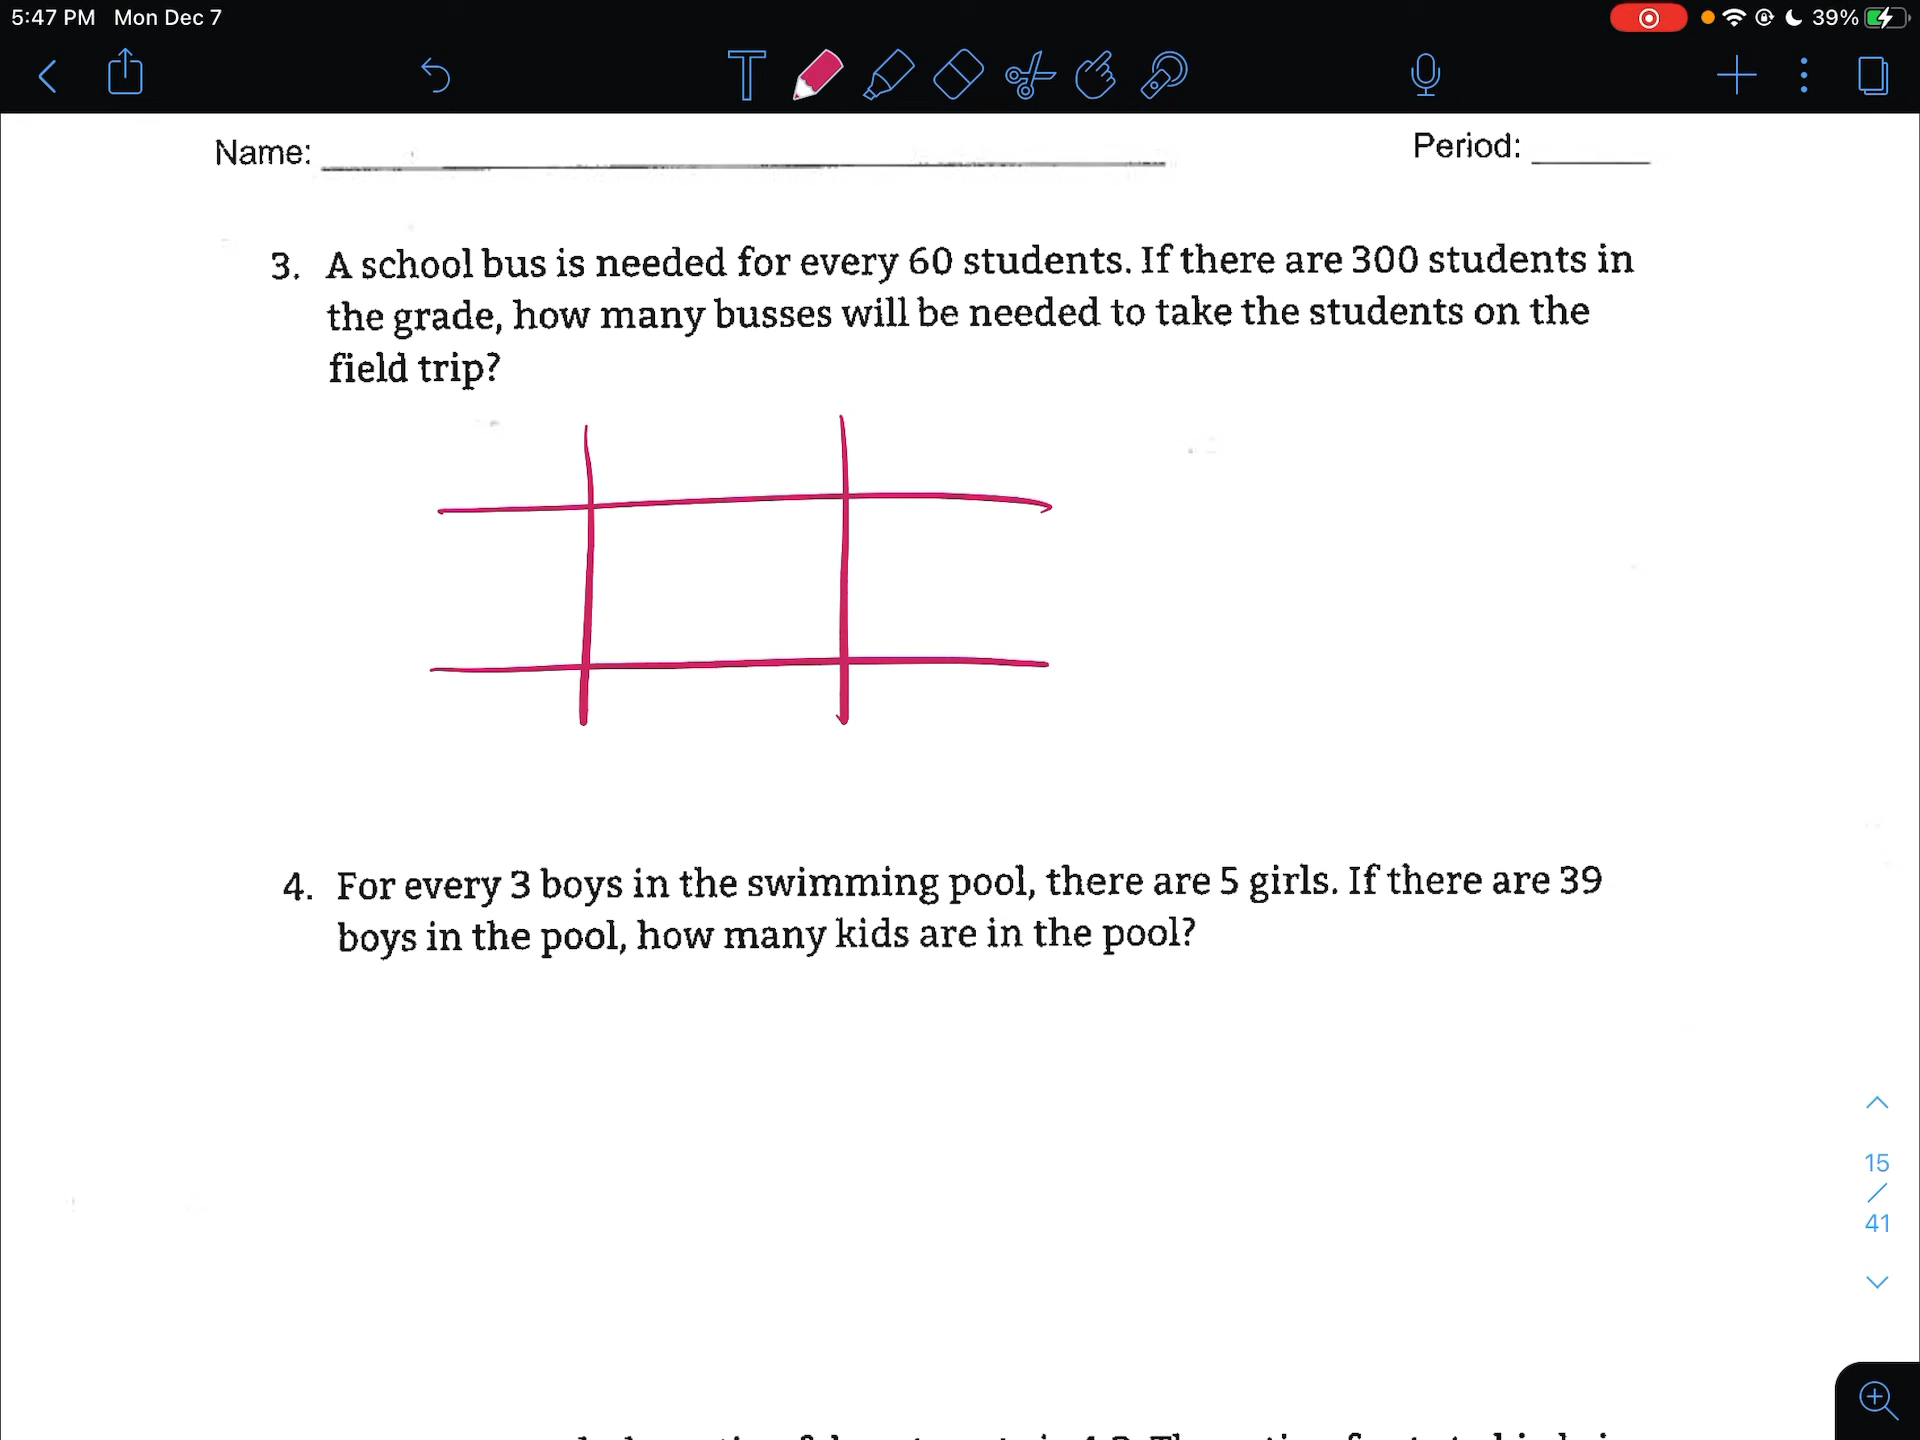 5:47 PM Mon Dec 7
39%
T
Name:
Period:
3. A school bus is needed for every 60 students. If there are 300 students in
the grade, how many busses will be needed to take the students on the
field trip?
4. For every 3 boys in the swimming pool, there are 5 girls. If there are 39
boys in the pool, how many kids are in the pool?
15
/
41